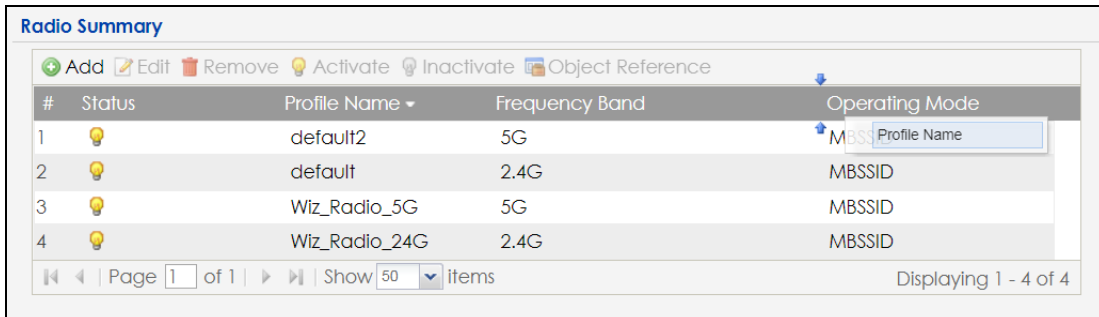 Radio Summary
Add Edit Remove Activate Inactivate Object Reference
# Status Profile Name Frequency Band Operating Mode
1 default2 5G MBSSID Profile Name
2 default 2.4G MBSSID
3 Wiz_Radio_5G 5G MBSSID
4 Wiz_Radio_24G 2.4G MBSSID
Page 1 of 1 Show 50 items Displaying 1 - 4 of 4